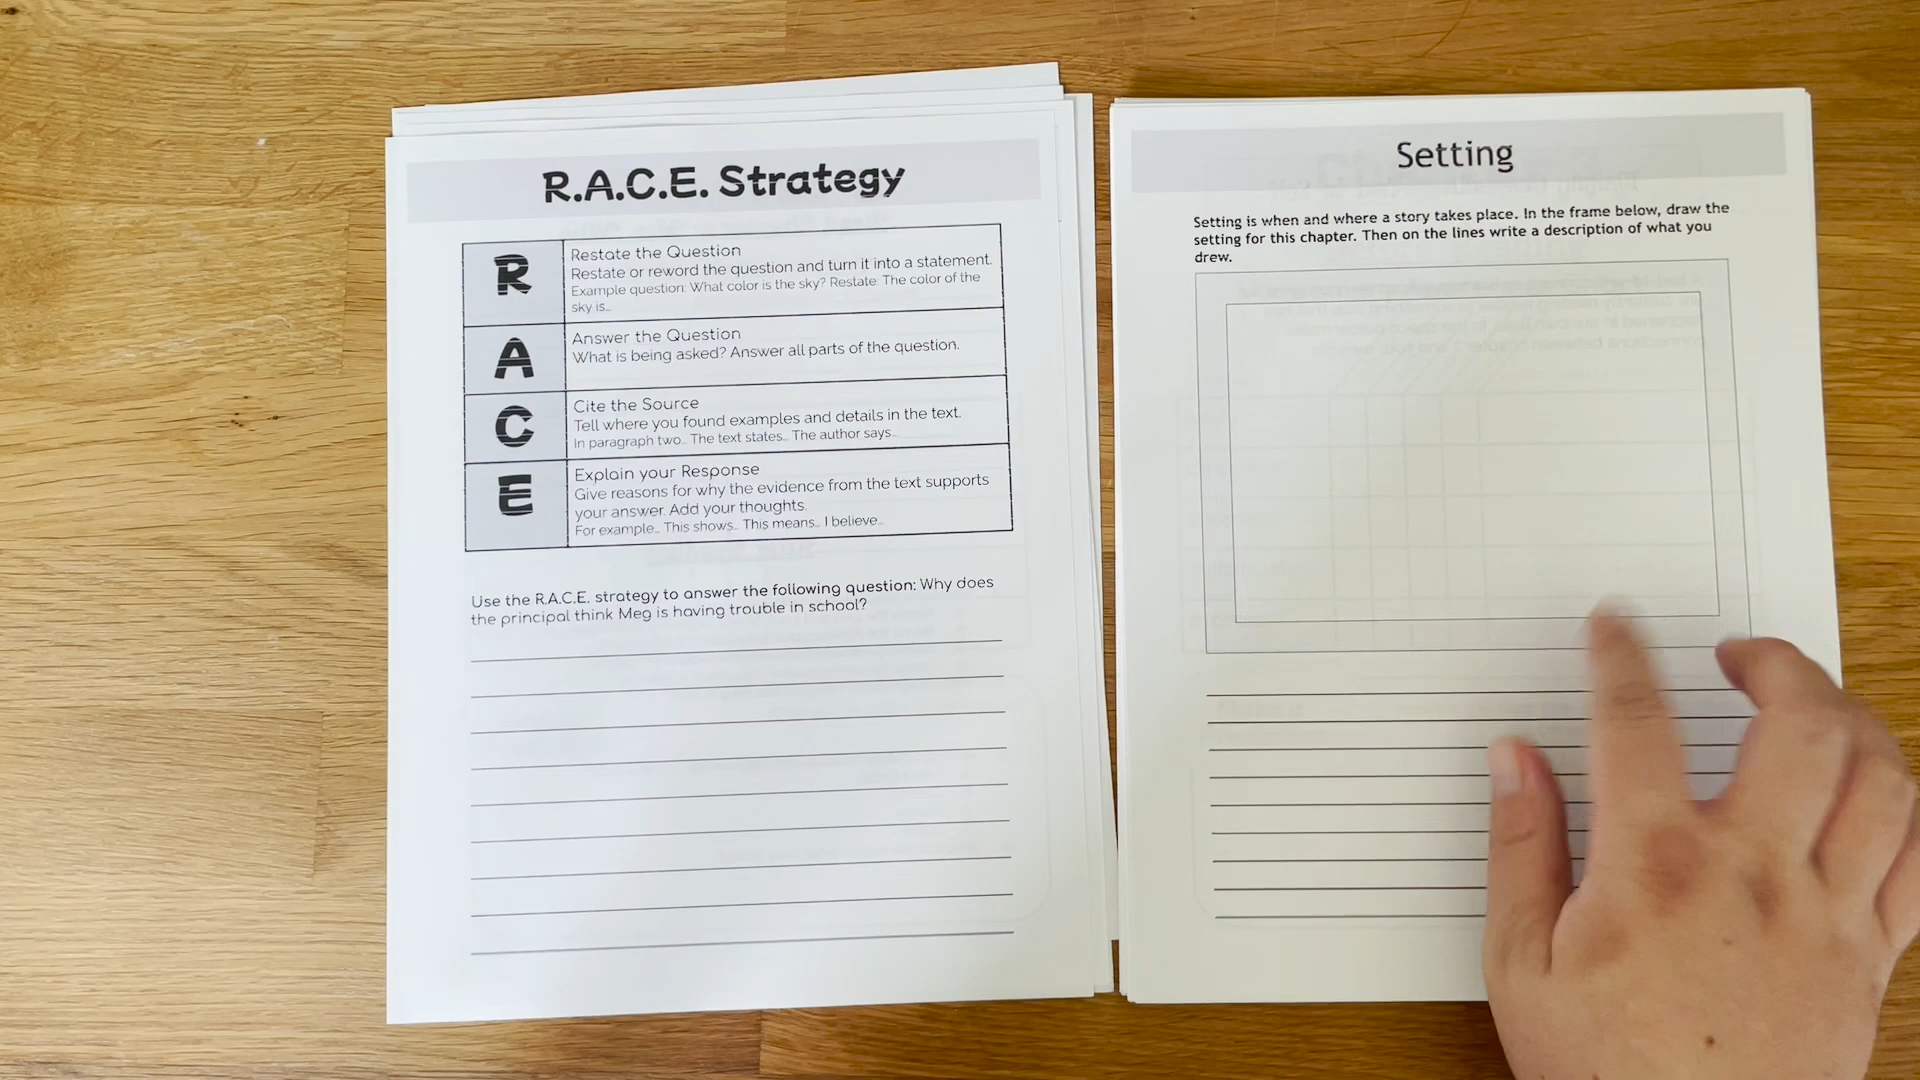 R.A.C.E. Strategy
R
Restate the Question
Restate or reword the question and turn it into a statement.
Example question: What color is the sky? Restate: The color of the
sky is...
A
Answer the Question
What is being asked? Answer all parts of the question.
C
Cite the Source
Tell where you found examples and details in the text.
In paragraph two... The text states... The author says...
E
Explain your Response
Give reasons for why the evidence from the text supports
your answer. Add your thoughts.
For example... This shows... This means... I believe...
Use the R.A.C.E. strategy to answer the following question: Why does
the principal think Meg is having trouble in school?
Setting
Setting is when and where a story takes place. In the frame below, draw the
setting for this chapter. Then on the lines write a description of what you
drew.